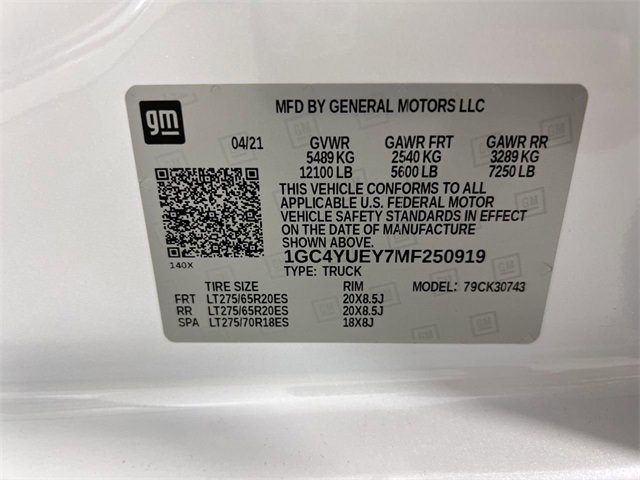 MFD BY GENERAL MOTORS LLC
gm
04/21 GVWR GAWR FRT GAWR RR
5489 KG 2540 KG 3289 KG
12100 LB 5600 LB 7250 LB
THIS VEHICLE CONFORMS TO ALL
APPLICABLE U.S. FEDERAL MOTOR
VEHICLE SAFETY STANDARDS IN EFFECT
ON THE DATE OF MANUFACTURE
SHOWN ABOVE.
1GC4YUEY7MF250919
140X
TYPE: TRUCK
TIRE SIZE RIM MODEL: 79CK30743
FRT LT275/65R20ES 20X8.5J
RR LT275/65R20ES 20X8.5J
SPA LT275/70R18ES 18X8J